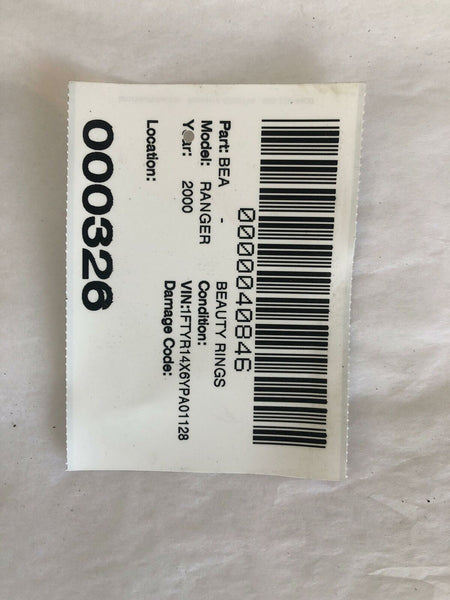 0000040846
Part: BEA - BEAUTY RINGS
Model: RANGER Condition:
Year: 2000 VIN:1FTYR14X6YPA01128
Damage Code:
Location:
000326